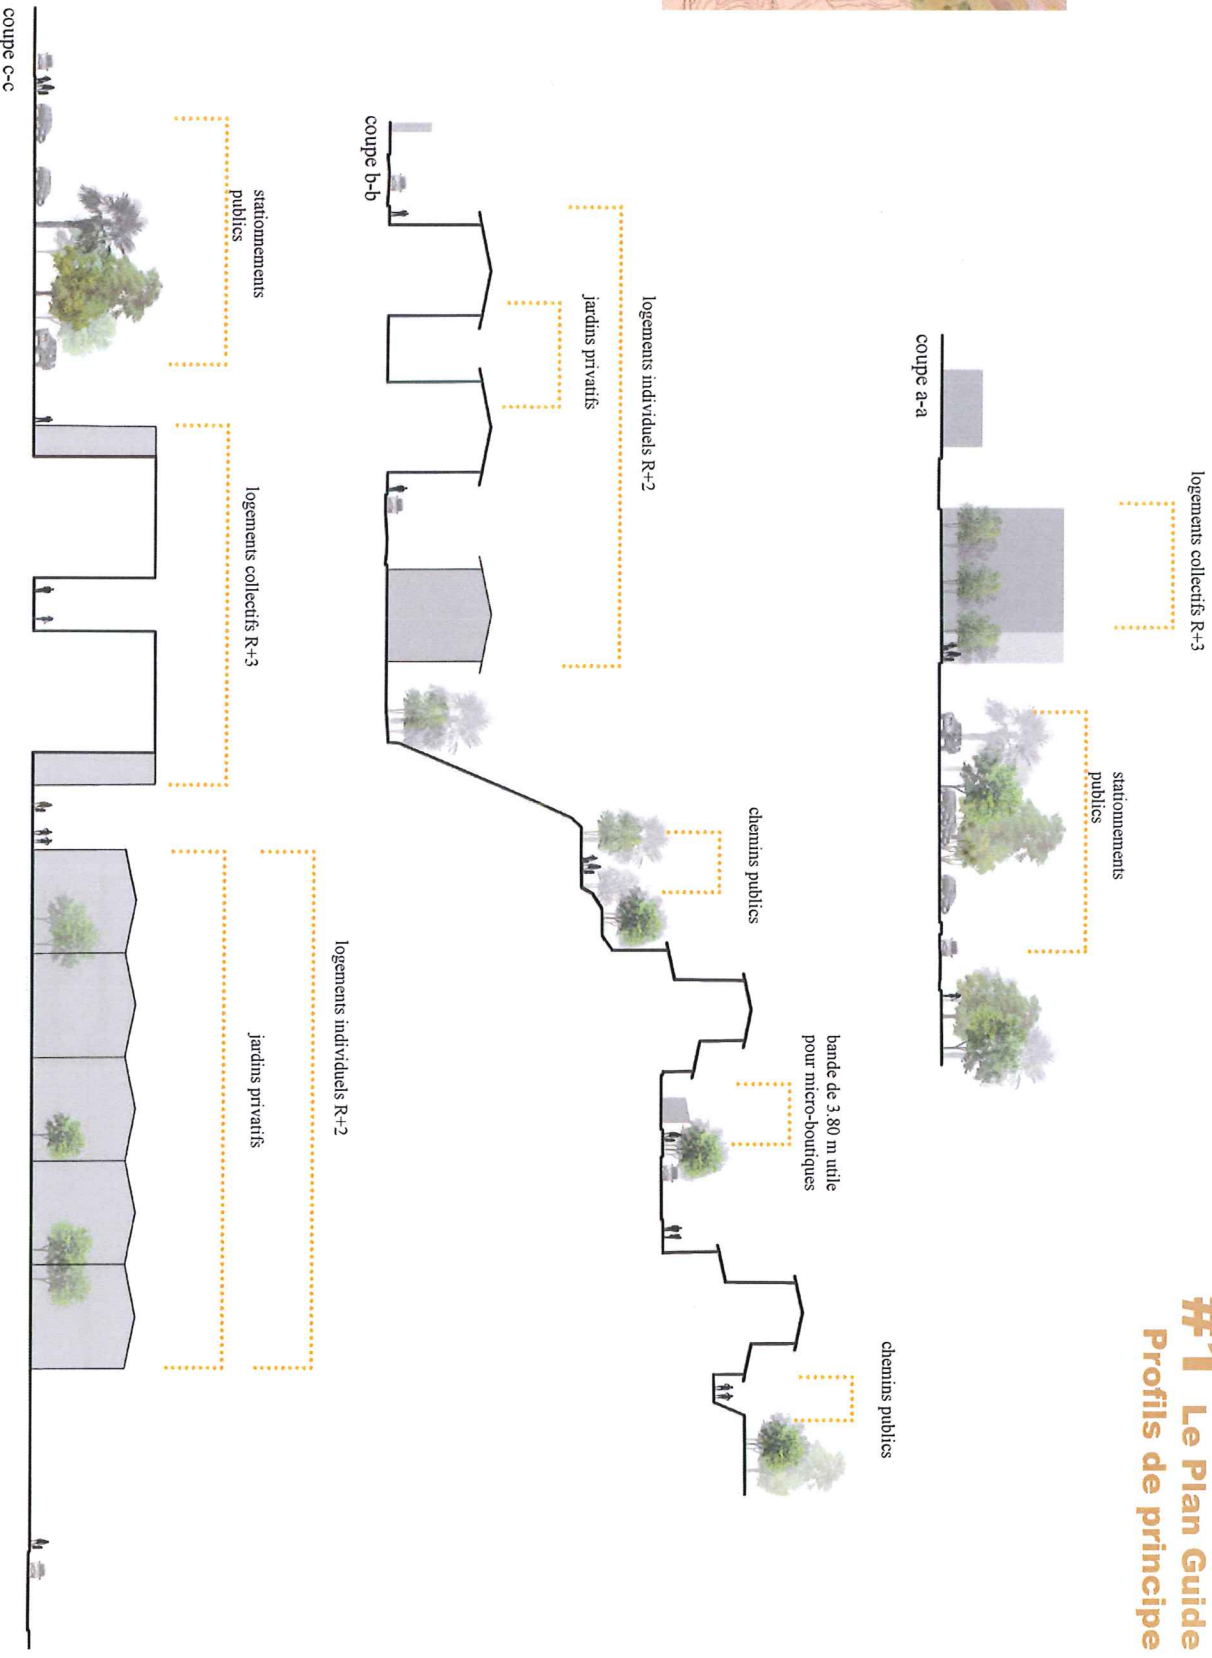 #1 Le Plan Guide
Profils de principe
logements collectifs R+3
stationnements
publics
coupe a-a
logements individuels R+2
jardins privatifs
chemins publics
bande de 3.80 m utile
pour micro-boutiques
chemins publics
coupe b-b
stationnements
publics
logements collectifs R+3
logements individuels R+2
jardins privatifs
coupe c-c